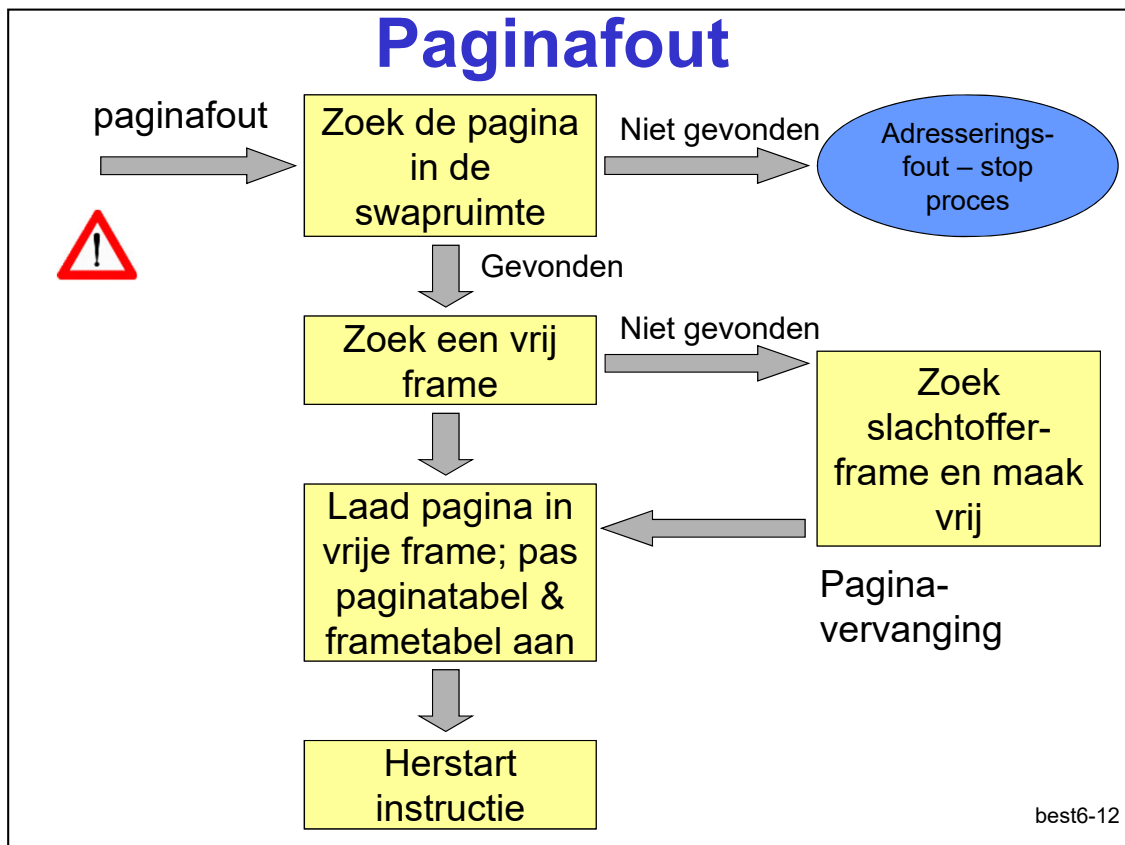 Paginafout
paginafout
Zoek de pagina
in de
swapruimte
Niet gevonden
Adresserings-
fout – stop
proces
!
Gevonden
Zoek een vrij
frame
Niet gevonden
Zoek
slachtoffer-
frame en maak
vrij
Laad pagina in
vrije frame; pas
paginatabel &
frametabel aan
Pagina-
vervanging
Herstart
instructie
best6-12